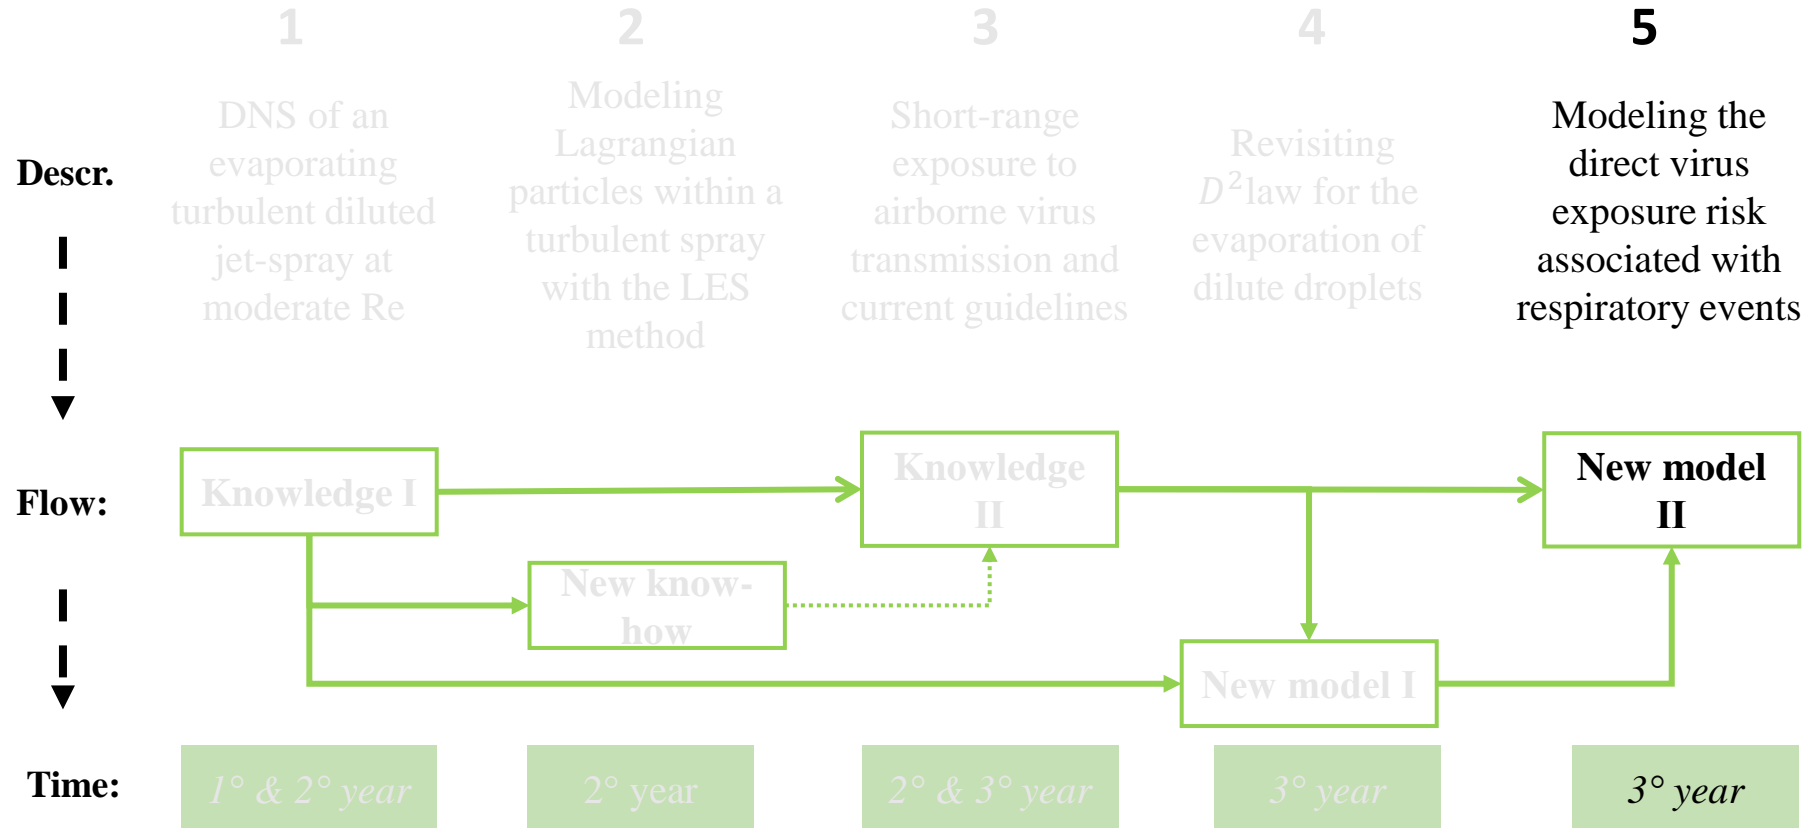 1
2
3
4
5
Descr.
DNS of an
evaporating
turbulent diluted
jet-spray at
moderate Re
Modeling
Lagrangian
particles within a
turbulent spray
with the LES
method
Short-range
exposure to
airborne virus
transmission and
current guidelines
Revisiting
D² law for the
evaporation of
dilute droplets
Modeling the
direct virus
exposure risk
associated with
respiratory events
Flow:
Knowledge I
New know-
how
Knowledge
II
New model I
New model
II
Time:
1° & 2° year
2° year
2° & 3° year
3° year
3° year